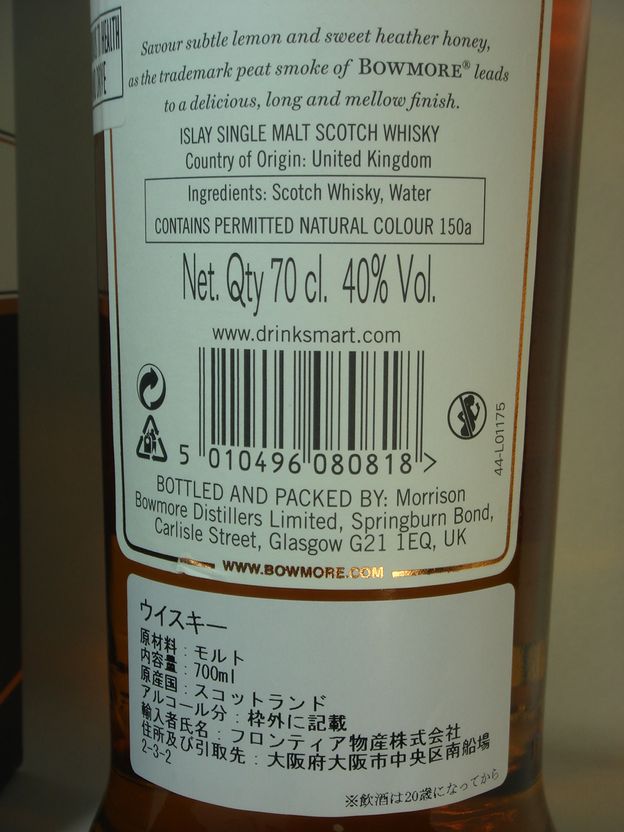 HEALTH
DRIVE
Savour subtle lemon and sweet heather honey,
as the trademark peat smoke of BOWMORE® leads
to a delicious, long and mellow finish.
ISLAY SINGLE MALT SCOTCH WHISKY
Country of Origin: United Kingdom
Ingredients: Scotch Whisky, Water
CONTAINS PERMITTED NATURAL COLOUR 150a
Net. Qty 70 cl. 40% Vol.
www.drinksmart.com
5 010496 080818 >
44-L01175
BOTTLED AND PACKED BY: Morrison
Bowmore Distillers Limited, Springburn Bond,
Carlisle Street, Glasgow G21 1EQ, UK
WWW.BOWMORE.COM
ウイスキー
原材料：モルト
内容量：700ml
原産国：スコットランド
アルコール分：枠外に記載
輸入者氏名：フロンティア物産株式会社
住所及び引取先：大阪府大阪市中央区南船場
2-3-2
※飲酒は20歳になってから